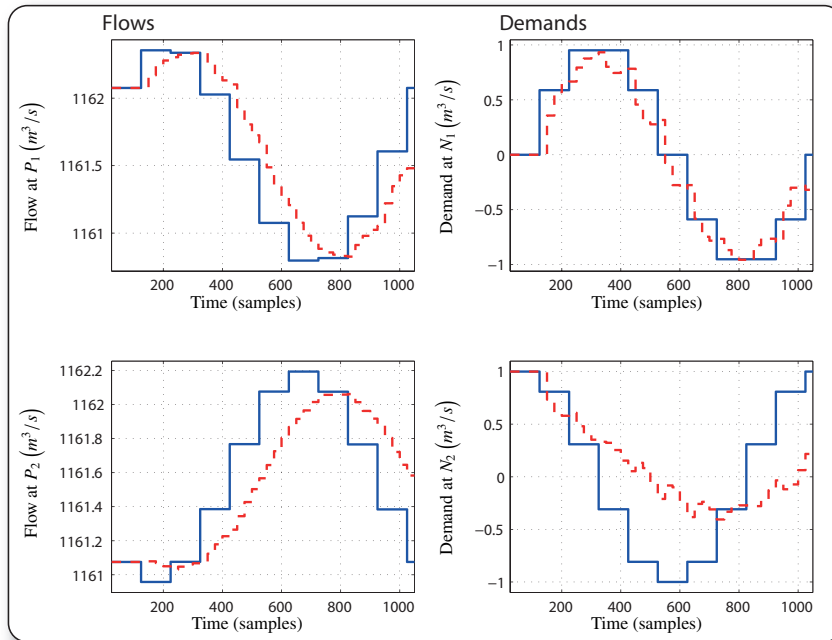 Flows
Demands
Flow at P₁ (m³/s)
1162
1161.5
1161
200 400 600 800 1000
Time (samples)
Demand at N₁ (m³/s)
1
0.5
0
−0.5
−1
200 400 600 800 1000
Time (samples)
Flow at P₂ (m³/s)
1162.2
1162
1161.8
1161.6
1161.4
1161.2
1161
200 400 600 800 1000
Time (samples)
Demand at N₂ (m³/s)
1
0.5
0
−0.5
−1
200 400 600 800 1000
Time (samples)